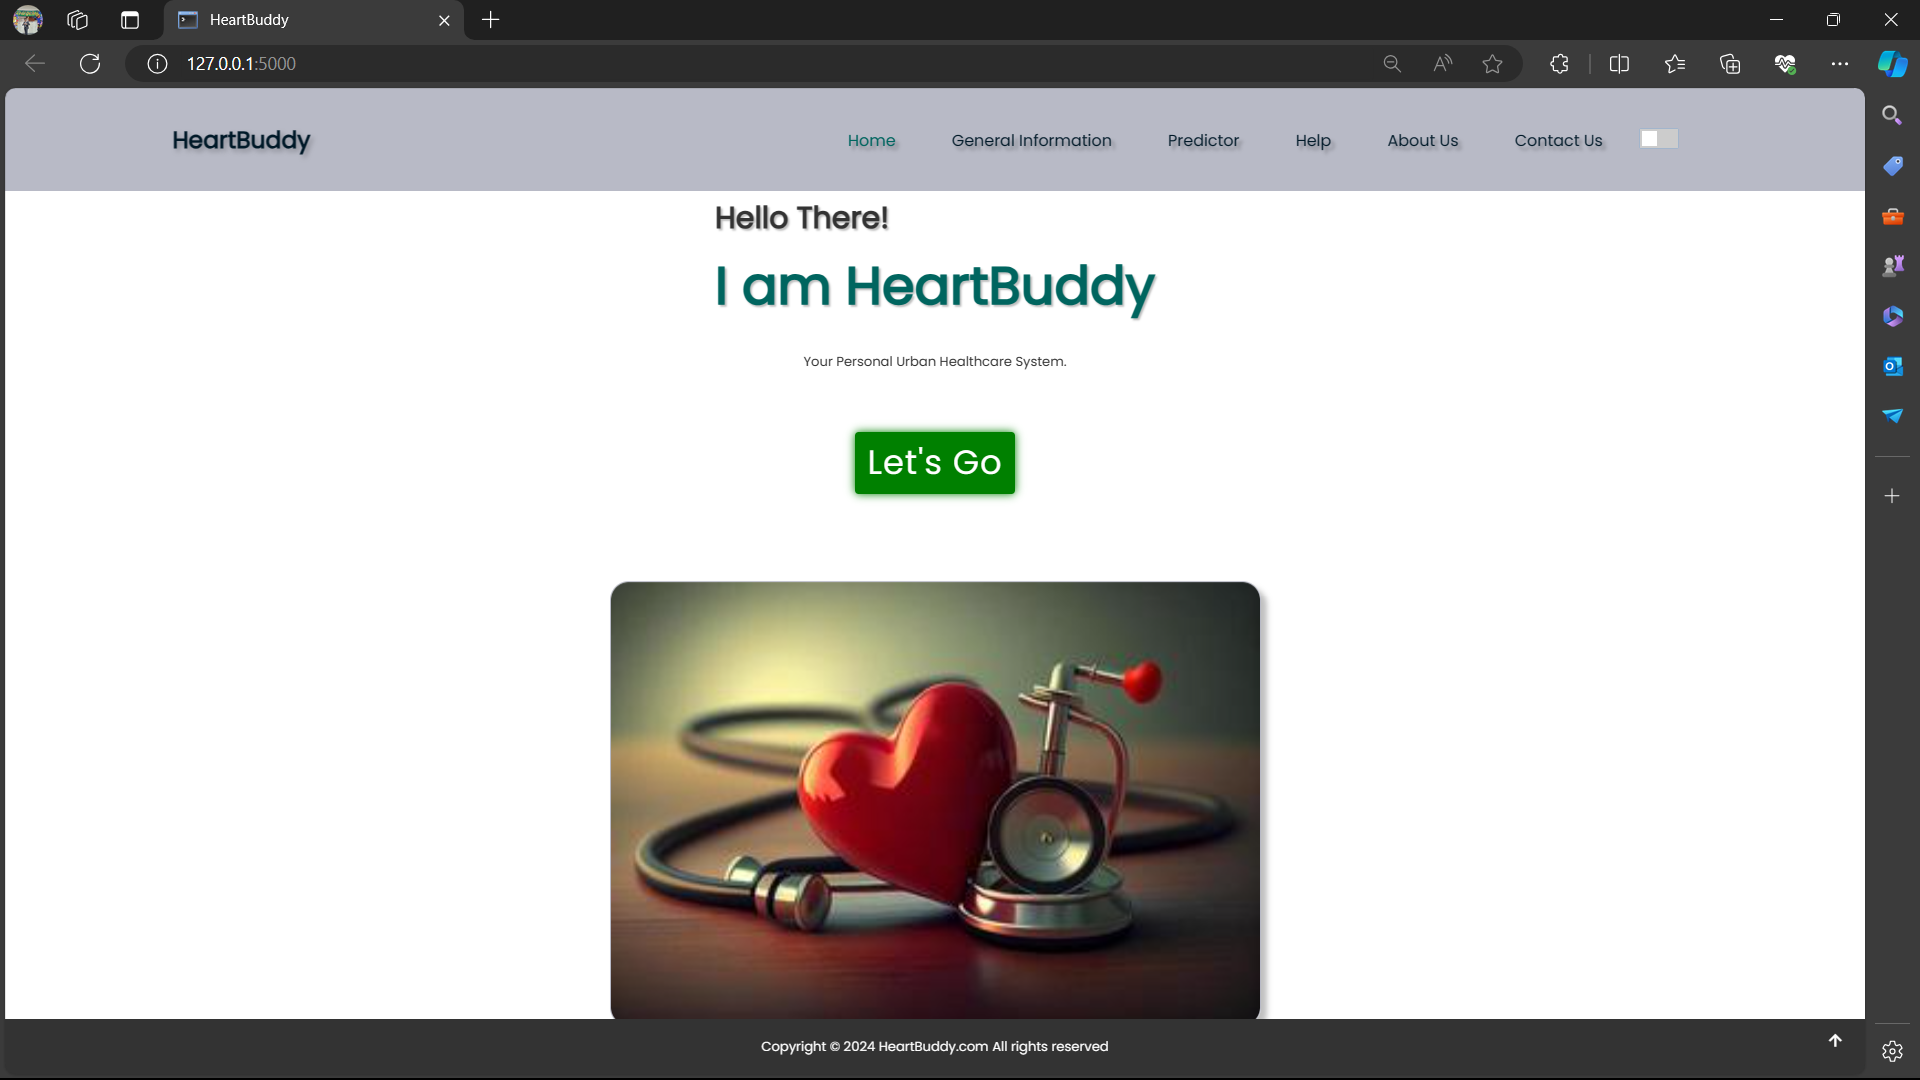 HeartBuddy
127.0.0.1:5000
HeartBuddy
Home General Information Predictor Help About Us Contact Us
Hello There!
I am HeartBuddy
Your Personal Urban Healthcare System.
Let's Go
Copyright © 2024 HeartBuddy.com All rights reserved